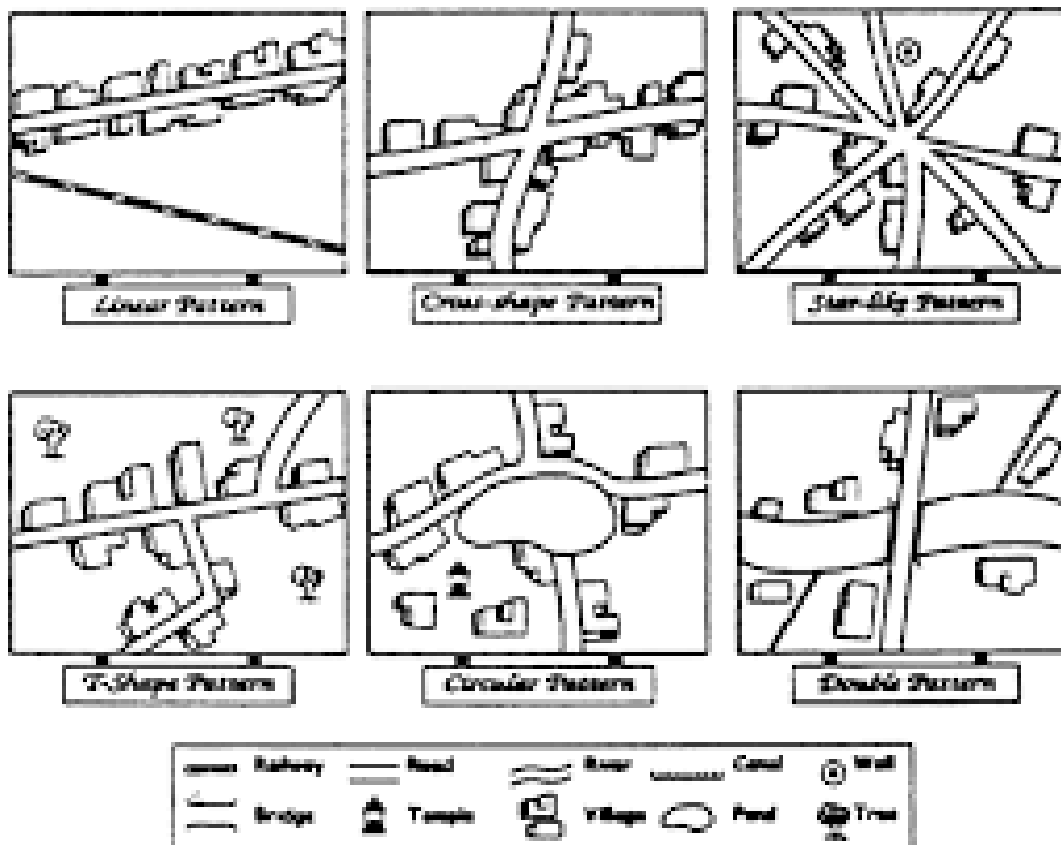 Linear Pattern
Cross-shape Pattern
Star-like Pattern
T-Shape Pattern
Circular Pattern
Double Pattern
Railway Road River Canal Well
Bridge Temple Village Pond Tree